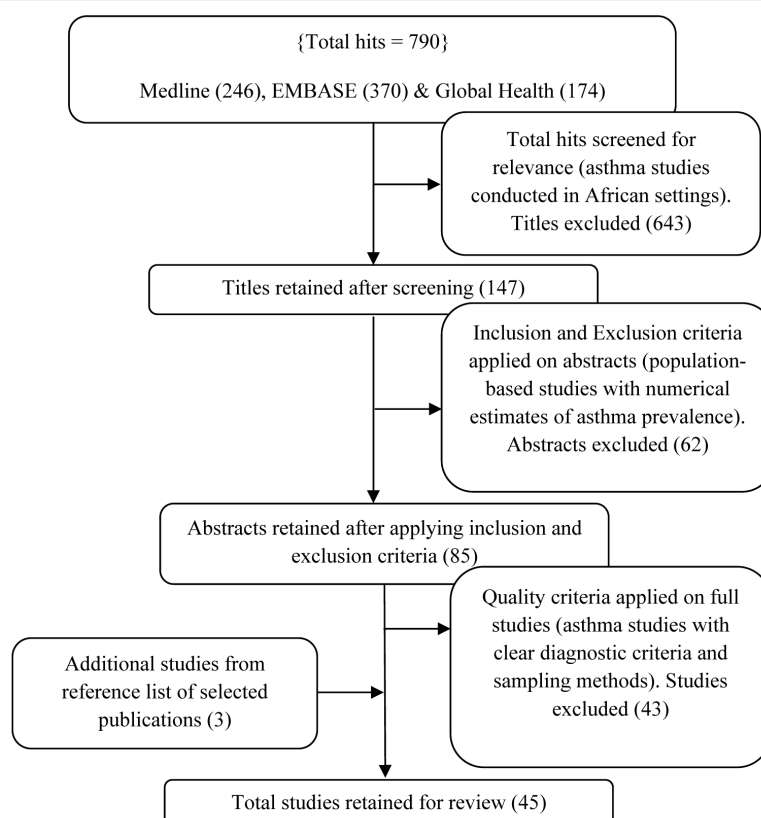 {Total hits = 790}
Medline (246), EMBASE (370) & Global Health (174)
Total hits screened for
relevance (asthma studies
conducted in African settings).
Titles excluded (643)
Titles retained after screening (147)
Inclusion and Exclusion criteria
applied on abstracts (population-
based studies with numerical
estimates of asthma prevalence).
Abstracts excluded (62)
Abstracts retained after applying inclusion and
exclusion criteria (85)
Quality criteria applied on full
studies (asthma studies with
clear diagnostic criteria and
sampling methods). Studies
excluded (43)
Additional studies from
reference list of selected
publications (3)
Total studies retained for review (45)